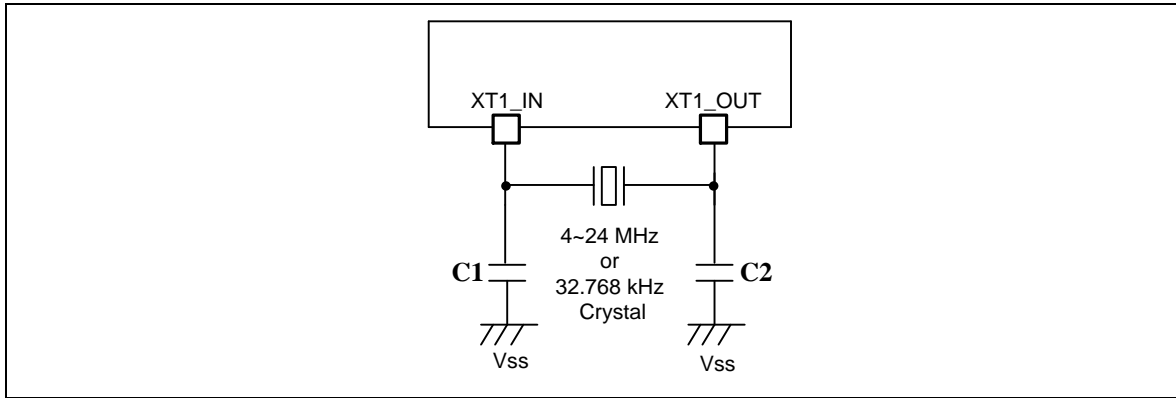 XT1_IN
XT1_OUT
4~24 MHz
or
32.768 kHz
Crystal
C1
C2
Vss
Vss